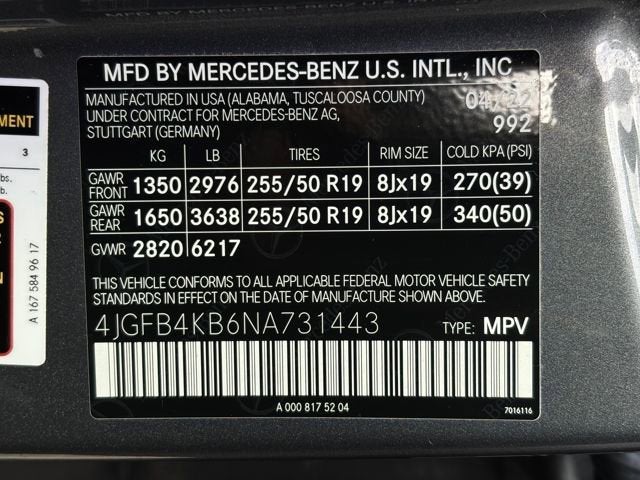 MFD BY MERCEDES-BENZ U.S. INTL., INC
MANUFACTURED IN USA (ALABAMA, TUSCALOOSA COUNTY) 04/22
UNDER CONTRACT FOR MERCEDES-BENZ AG, 992
STUTTGART (GERMANY)
KG LB TIRES RIM SIZE COLD KPA(PSI)
GAWR FRONT 1350 2976 255/50 R19 8Jx19 270(39)
GAWR REAR 1650 3638 255/50 R19 8Jx19 340(50)
GVWR 2820 6217
THIS VEHICLE CONFORMS TO ALL APPLICABLE FEDERAL MOTOR VEHICLE SAFETY
STANDARDS IN EFFECT ON THE DATE OF MANUFACTURE SHOWN ABOVE.
4JGFB4KB6NA731443 TYPE: MPV
A 000 817 52 04
7016116
3
lbs.
A 167 584 96 17